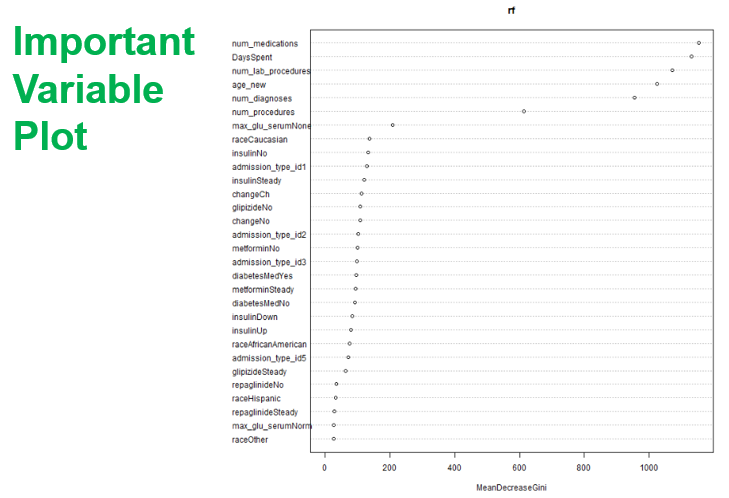 Important
Variable
Plot
rf
num_medications
DaysSpent
num_lab_procedures
age_new
num_diagnoses
num_procedures
max_glu_serumNone
raceCaucasian
insulinNo
admission_type_id1
insulinSteady
changeCh
glipizideNo
changeNo
admission_type_id2
metforminNo
admission_type_id3
diabetesMedYes
metforminSteady
diabetesMedNo
insulinDown
insulinUp
raceAfricanAmerican
admission_type_id5
glipizideSteady
repaglinideNo
raceHispanic
repaglinideSteady
max_glu_serumNorm
raceOther
0 200 400 600 800 1000
MeanDecreaseGini